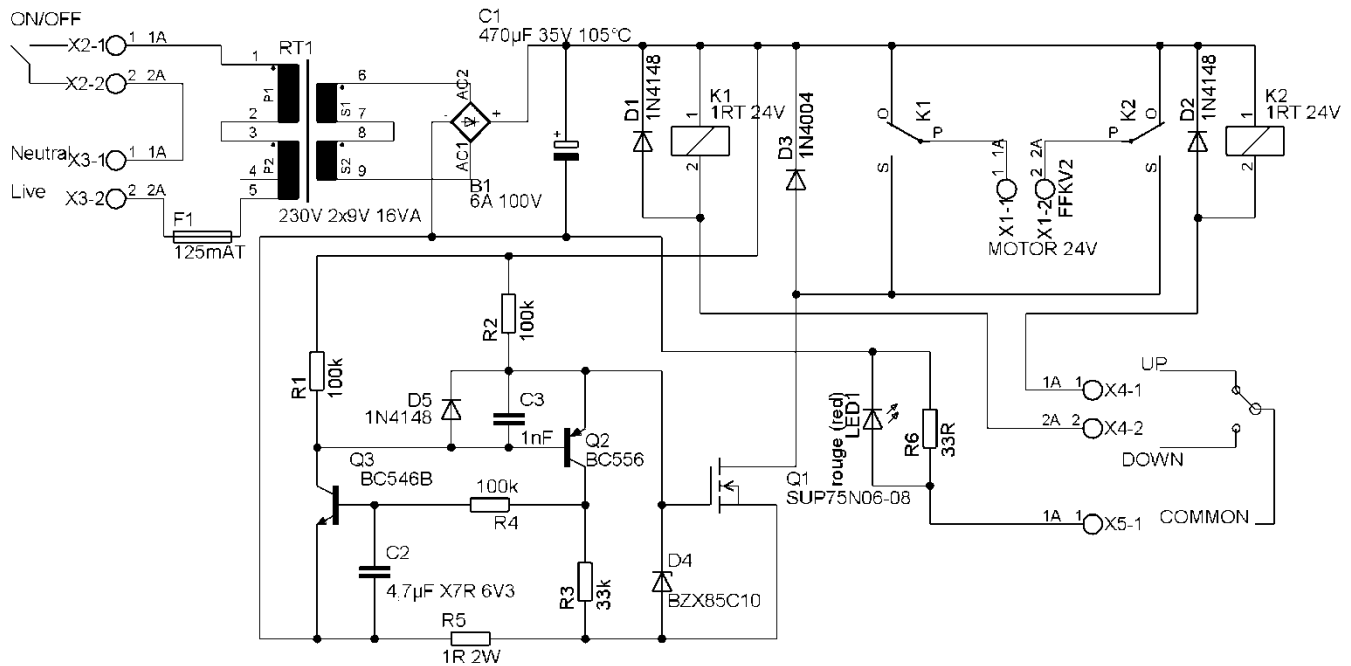 ON/OFF
X2-1 1 1A
X2-2 2 2A
Neutral X3-1 1 1A
Live X3-2 2 2A
F1
125mAT
RT1
1
2
3
4
5
P1
P2
S1
S2
6
7
8
9
230V 2x9V 16VA
AC2
AC1
-
+
B1
6A 100V
C1
470µF 35V 105°C
+
D1
1N4148
K1
1RT 24V
1
2
D3
1N4004
O
K1
P
S
1 1A
X1-1
2 2A
X1-2
FFKV2
MOTOR 24V
K2
O
P
S
D2
1N4148
K2
1RT 24V
1
2
R1
100k
R2
100k
D5
1N4148
C3
1nF
Q2
BC556
Q3
BC546B
100k
R4
C2
4,7µF X7R 6V3
R3
33k
R5
1R 2W
D4
BZX85C10
Q1
SUP75N06-08
rouge (red)
LED1
R6
33R
UP
1A 1 X4-1
2A 2 X4-2
DOWN
1A 1 X5-1
COMMON